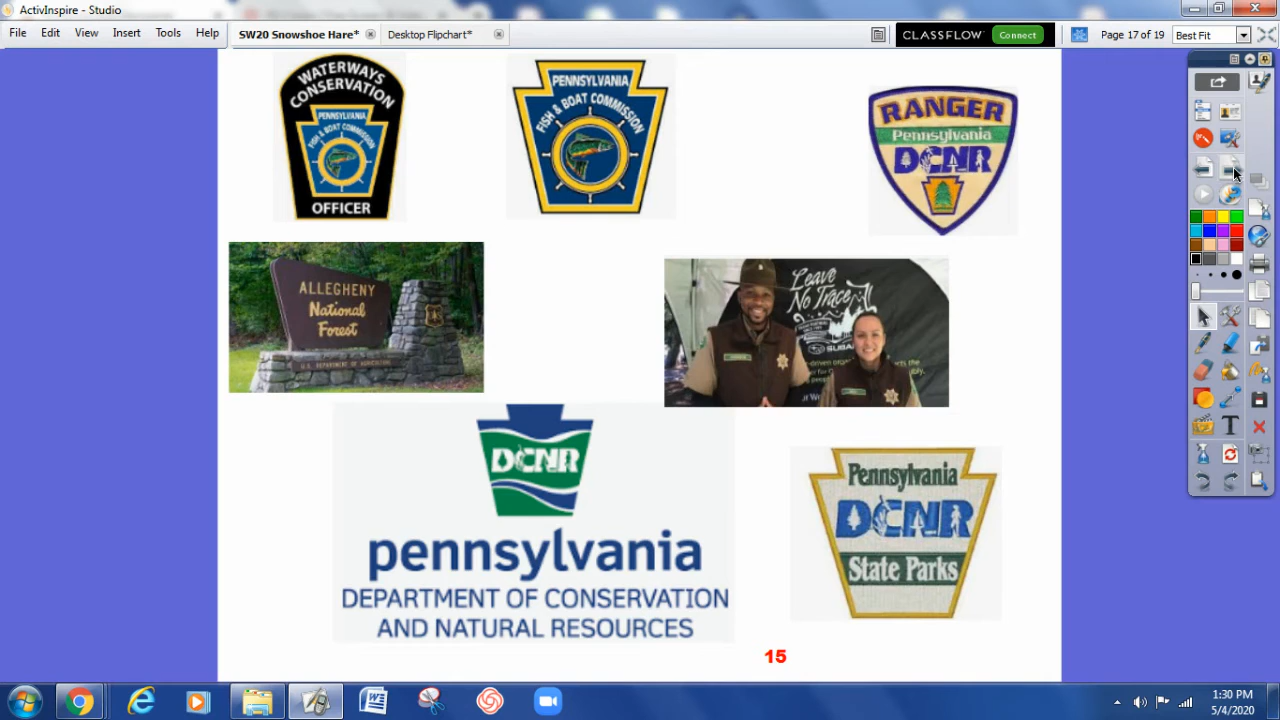 ActivInspire - Studio
File Edit View Insert Tools Help
SW20 Snowshoe Hare*
Desktop Flipchart*
CLASSFLOW Connect
Page 17 of 19
Best Fit
WATERWAYS
CONSERVATION
PENNSYLVANIA
FISH & BOAT COMMISSION
OFFICER
PENNSYLVANIA
FISH & BOAT COMMISSION
RANGER
Pennsylvania
DCNR
ALLEGHENY
National
Forest
U.S. DEPARTMENT OF AGRICULTURE
Leave
No Trace
SUBARU
DCNR
pennsylvania
DEPARTMENT OF CONSERVATION
AND NATURAL RESOURCES
Pennsylvania
DCNR
State Parks
15
T
1:30 PM
5/4/2020